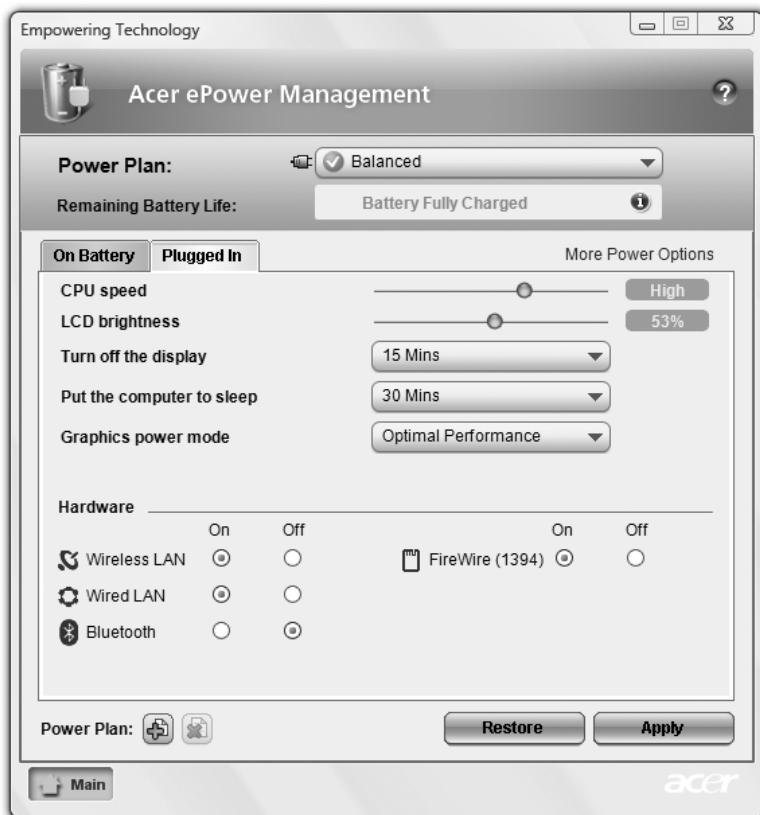 Empowering Technology
Acer ePower Management
?
Power Plan: Balanced
Remaining Battery Life: Battery Fully Charged
On Battery Plugged In More Power Options
CPU speed High
LCD brightness 53%
Turn off the display 15 Mins
Put the computer to sleep 30 Mins
Graphics power mode Optimal Performance
Hardware
On Off On Off
Wireless LAN FireWire (1394)
Wired LAN
Bluetooth
Power Plan: Restore Apply
Main acer